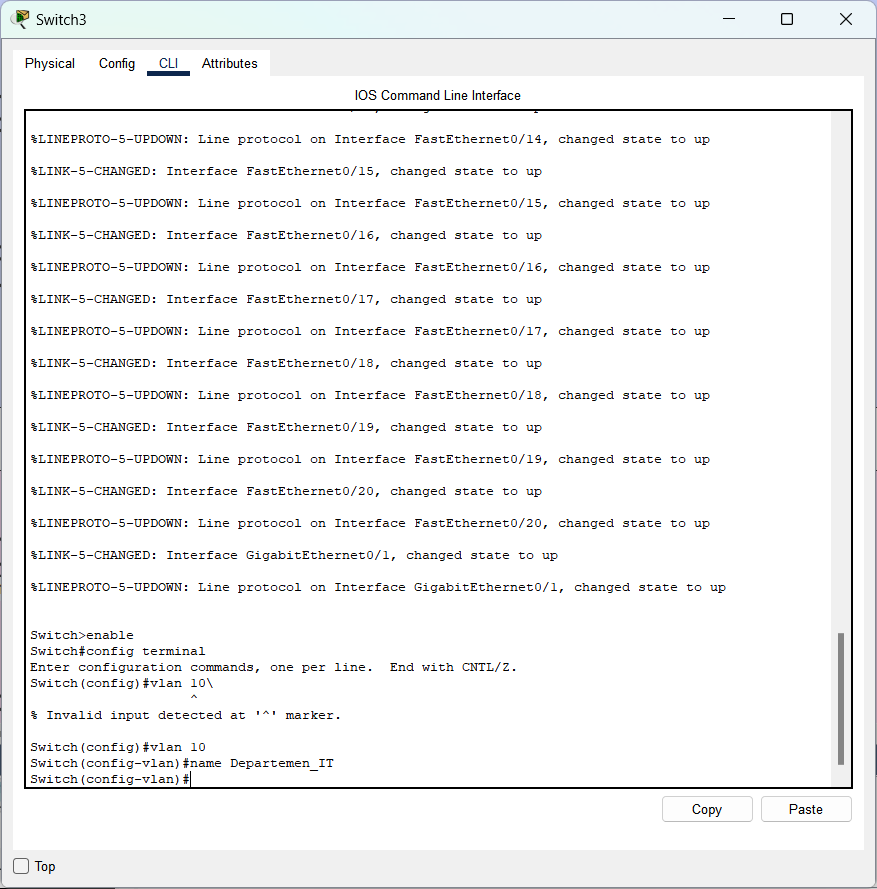 Switch3
Physical Config CLI Attributes
IOS Command Line Interface
%LINEPROTO-5-UPDOWN: Line protocol on Interface FastEthernet0/14, changed state to up
%LINK-5-CHANGED: Interface FastEthernet0/15, changed state to up
%LINEPROTO-5-UPDOWN: Line protocol on Interface FastEthernet0/15, changed state to up
%LINK-5-CHANGED: Interface FastEthernet0/16, changed state to up
%LINEPROTO-5-UPDOWN: Line protocol on Interface FastEthernet0/16, changed state to up
%LINK-5-CHANGED: Interface FastEthernet0/17, changed state to up
%LINEPROTO-5-UPDOWN: Line protocol on Interface FastEthernet0/17, changed state to up
%LINK-5-CHANGED: Interface FastEthernet0/18, changed state to up
%LINEPROTO-5-UPDOWN: Line protocol on Interface FastEthernet0/18, changed state to up
%LINK-5-CHANGED: Interface FastEthernet0/19, changed state to up
%LINEPROTO-5-UPDOWN: Line protocol on Interface FastEthernet0/19, changed state to up
%LINK-5-CHANGED: Interface FastEthernet0/20, changed state to up
%LINEPROTO-5-UPDOWN: Line protocol on Interface FastEthernet0/20, changed state to up
%LINK-5-CHANGED: Interface GigabitEthernet0/1, changed state to up
%LINEPROTO-5-UPDOWN: Line protocol on Interface GigabitEthernet0/1, changed state to up
Switch>enable
Switch#config terminal
Enter configuration commands, one per line.  End with CNTL/Z.
Switch(config)#vlan 10\
^
% Invalid input detected at '^' marker.
Switch(config)#vlan 10
Switch(config-vlan)#name Departemen_IT
Switch(config-vlan)#
Copy Paste
Top